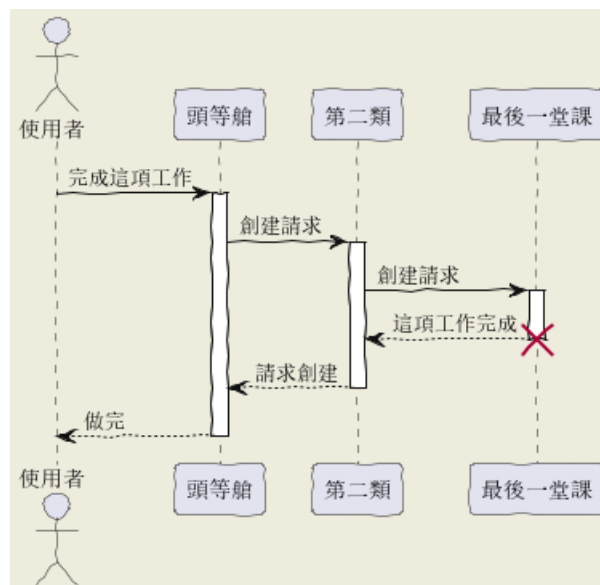 使用者
頭等艙
第二類
最後一堂課
完成這項工作
創建請求
創建請求
這項工作完成
請求創建
做完
使用者
頭等艙
第二類
最後一堂課